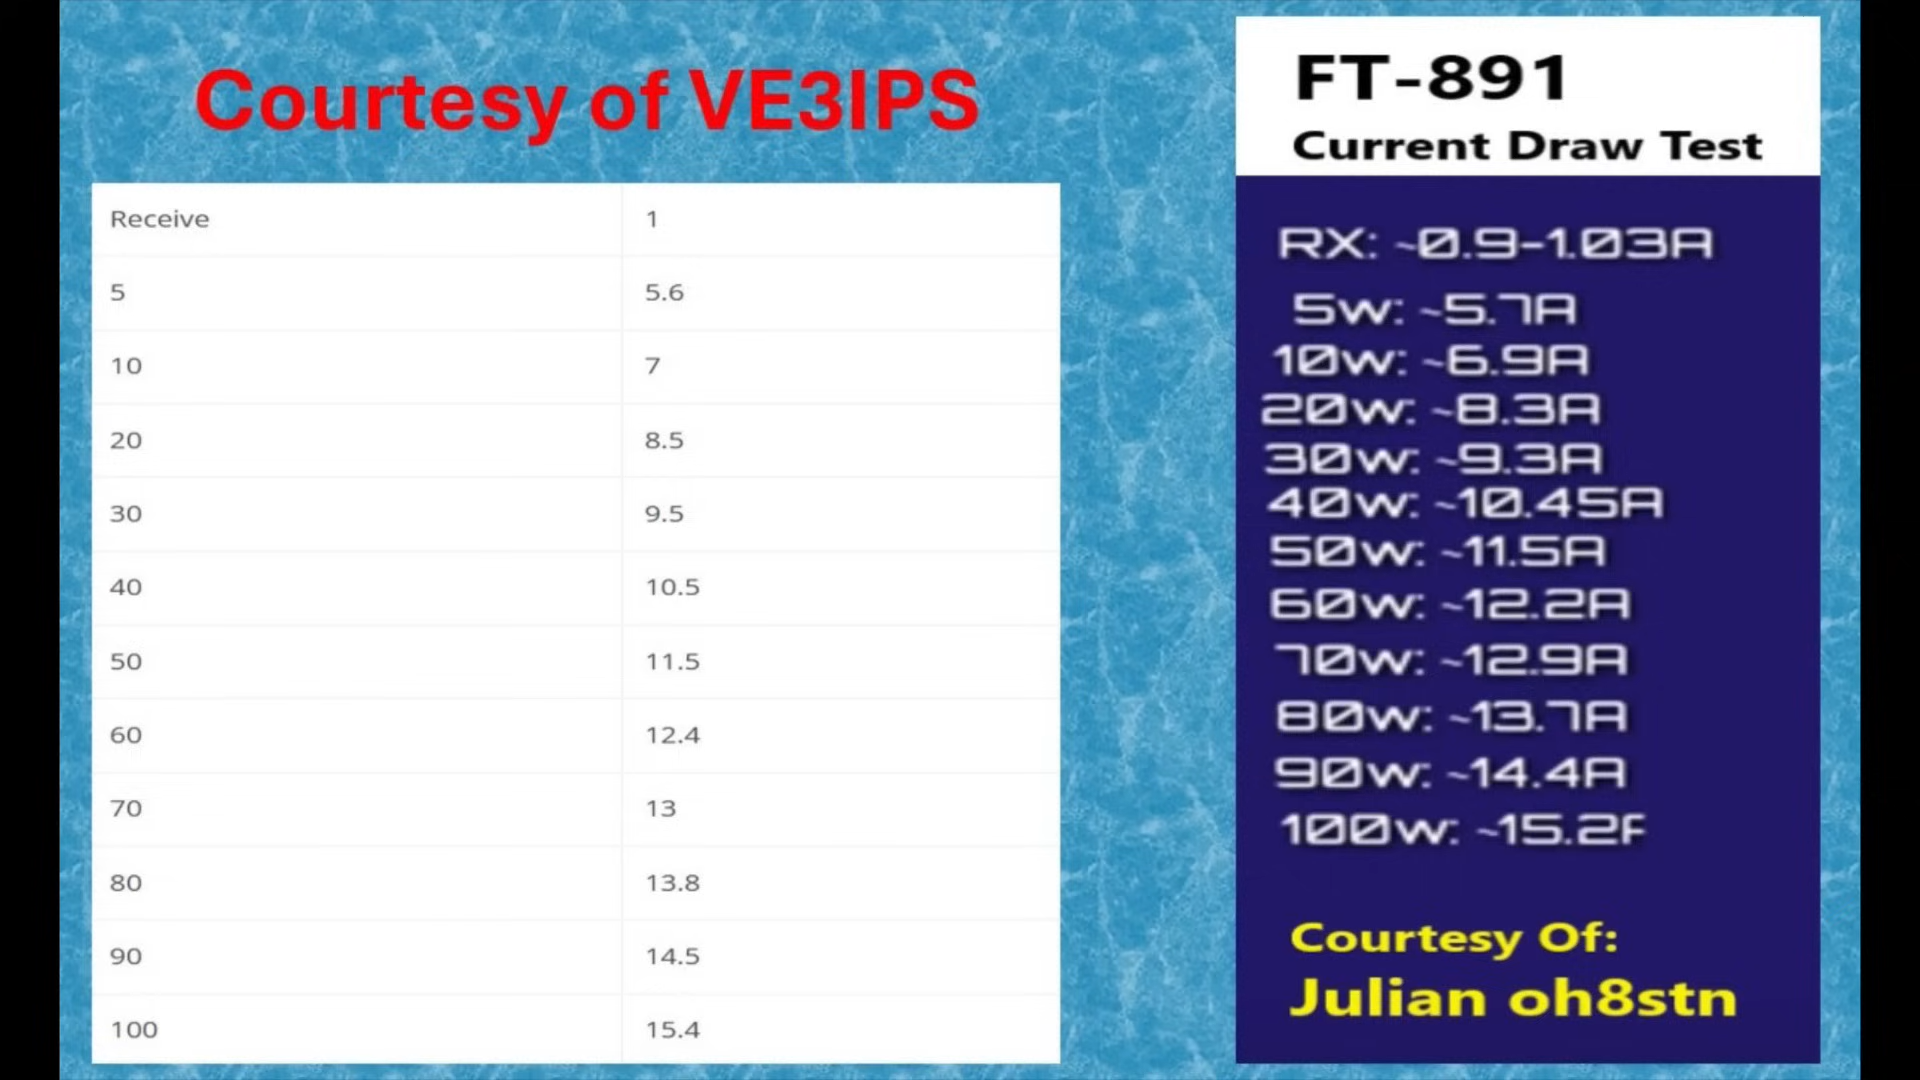 Courtesy of VE3IPS
Receive 1
5 5.6
10 7
20 8.5
30 9.5
40 10.5
50 11.5
60 12.4
70 13
80 13.8
90 14.5
100 15.4
FT-891
Current Draw Test
RX: ~0.9-1.03A
5w: ~5.7A
10w: ~6.9A
20w: ~8.3A
30w: ~9.3A
40w: ~10.45A
50w: ~11.5A
60w: ~12.2A
70w: ~12.9A
80w: ~13.7A
90w: ~14.4A
100w: ~15.2A
Courtesy Of:
Julian oh8stn